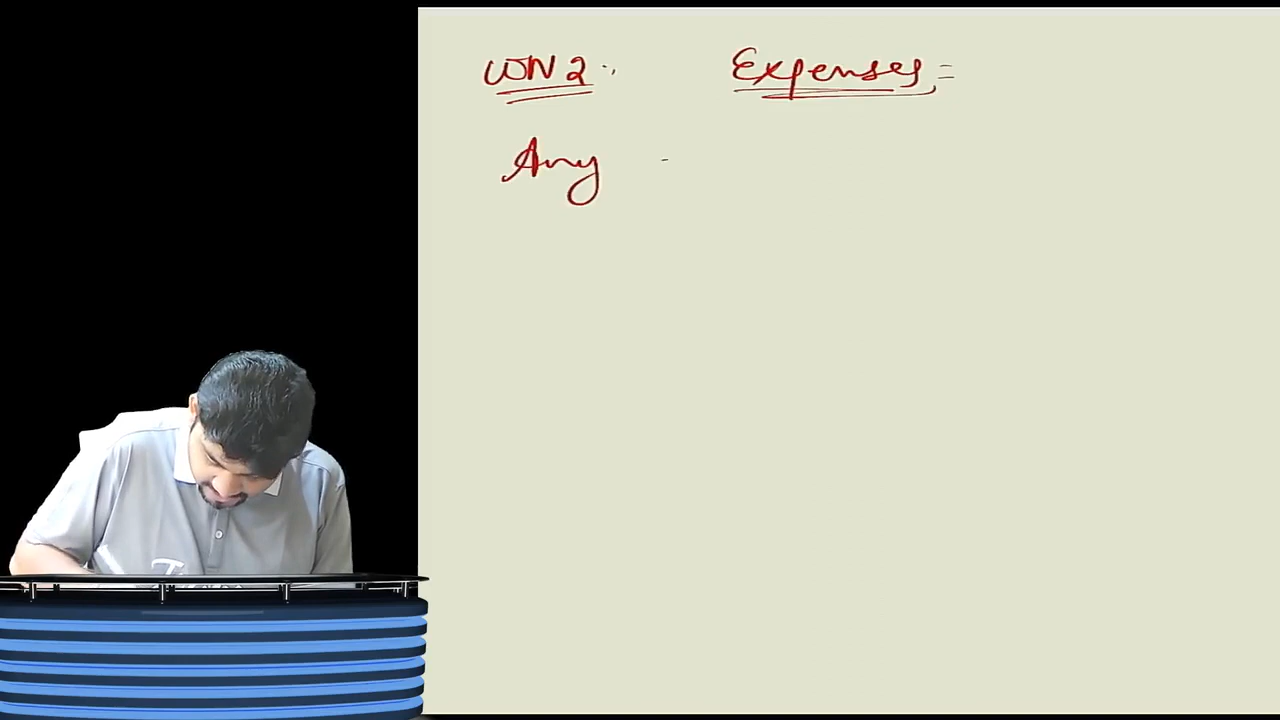 WN 2 :. Expenses =
Any -